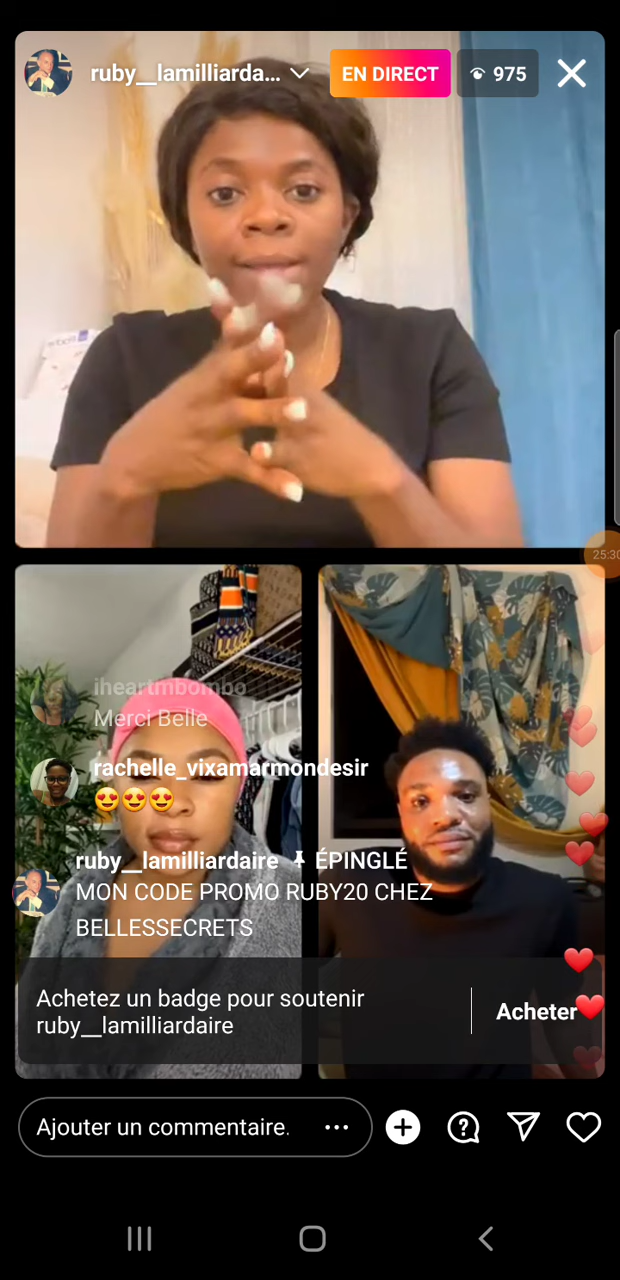 ruby__lamilliarda...
EN DIRECT
975
25:30
iheartmbombo
Merci Belle
rachelle_vixamarmondesir
😍😍😍
ruby__lamilliardaire ÉPINGLÉ
MON CODE PROMO RUBY20 CHEZ
BELLESSECRETS
Achetez un badge pour soutenir
ruby__lamilliardaire
Acheter
Ajouter un commentaire.